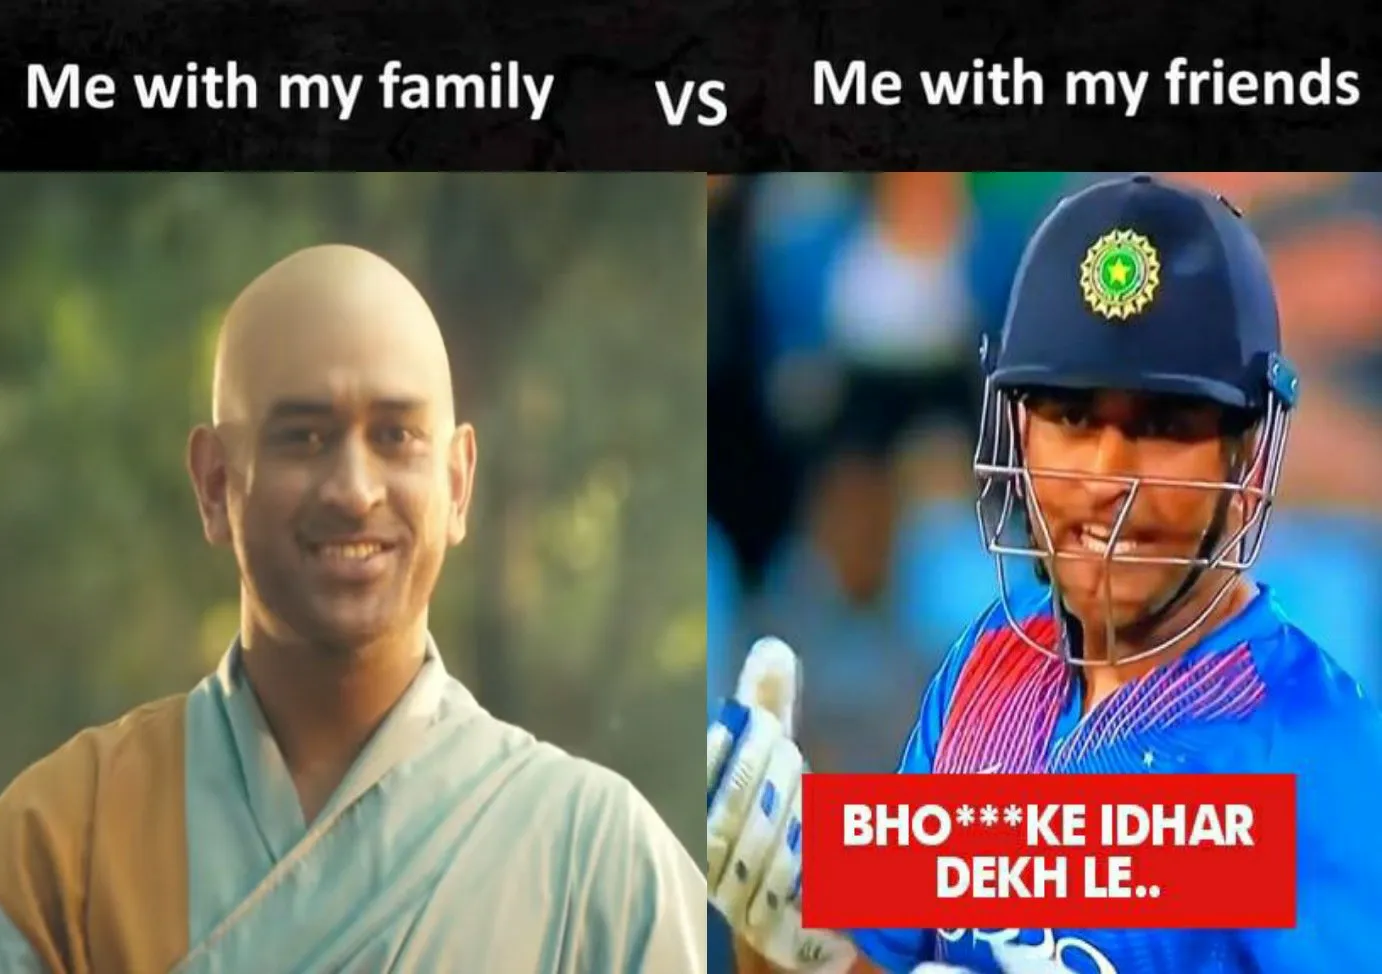 Me with my family
VS
Me with my friends
BHO***KE IDHAR
DEKH LE..